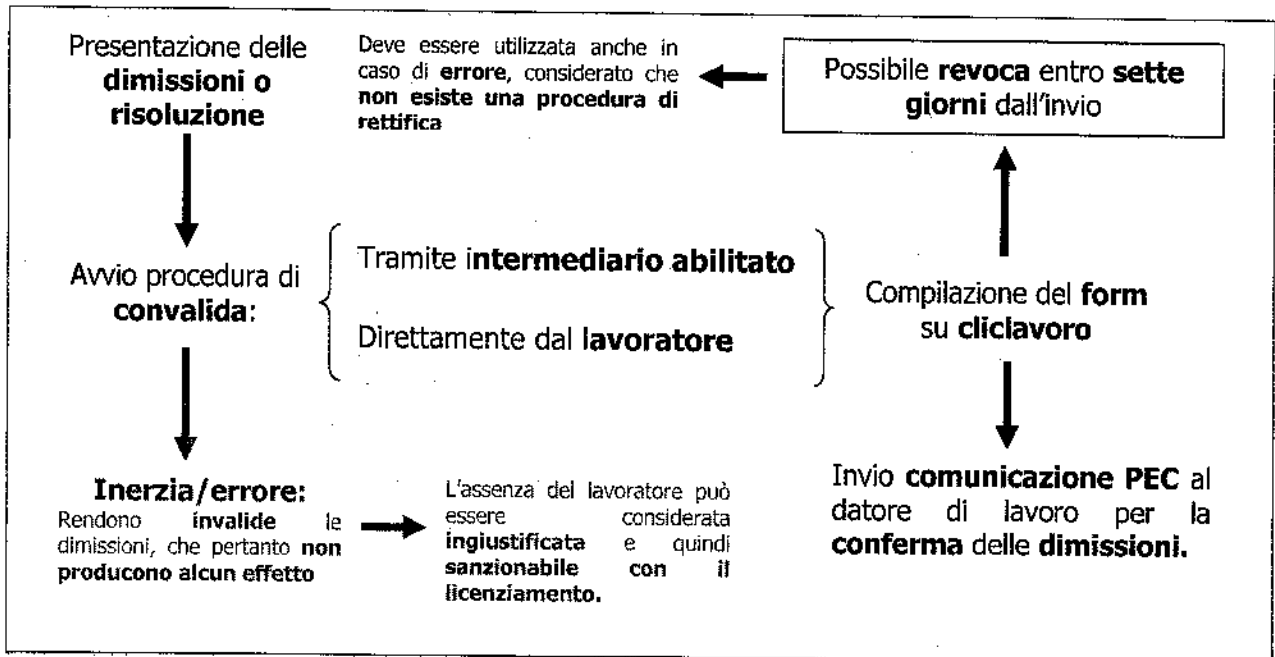 Presentazione delle
dimissioni o
risoluzione
Deve essere utilizzata anche in
caso di errore, considerato che
non esiste una procedura di
rettifica
Possibile revoca entro sette
giorni dall'invio
Avvio procedura di
convalida:
Tramite intermediario abilitato
Direttamente dal lavoratore
Compilazione del form
su cliclavoro
Inerzia/errore:
Rendono invalide le
dimissioni, che pertanto non
producono alcun effetto
L'assenza del lavoratore può
essere considerata
ingiustificata e quindi
sanzionabile con il
licenziamento.
Invio comunicazione PEC al
datore di lavoro per la
conferma delle dimissioni.